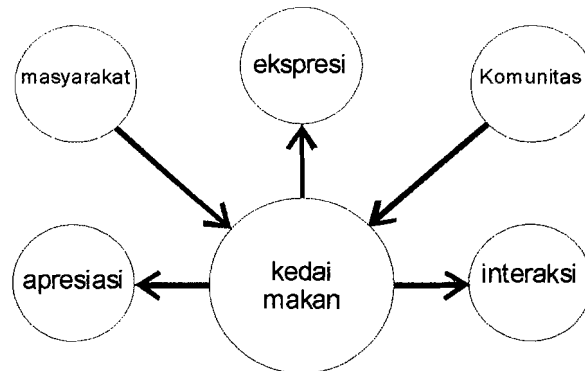 masyarakat
ekspresi
Komunitas
apresiasi
kedai
makan
interaksi